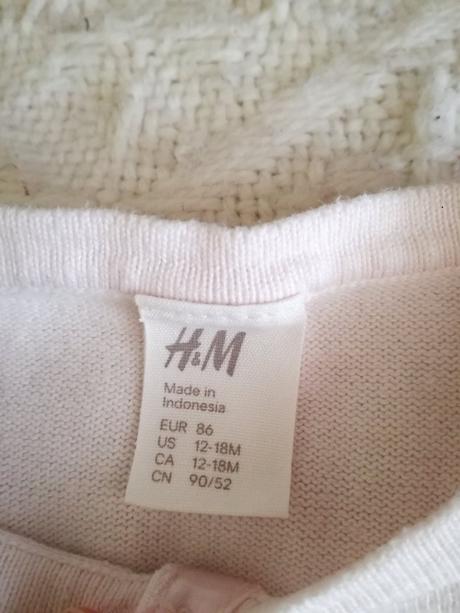 H&M
Made in
Indonesia
EUR 86
US 12-18M
CA 12-18M
CN 90/52